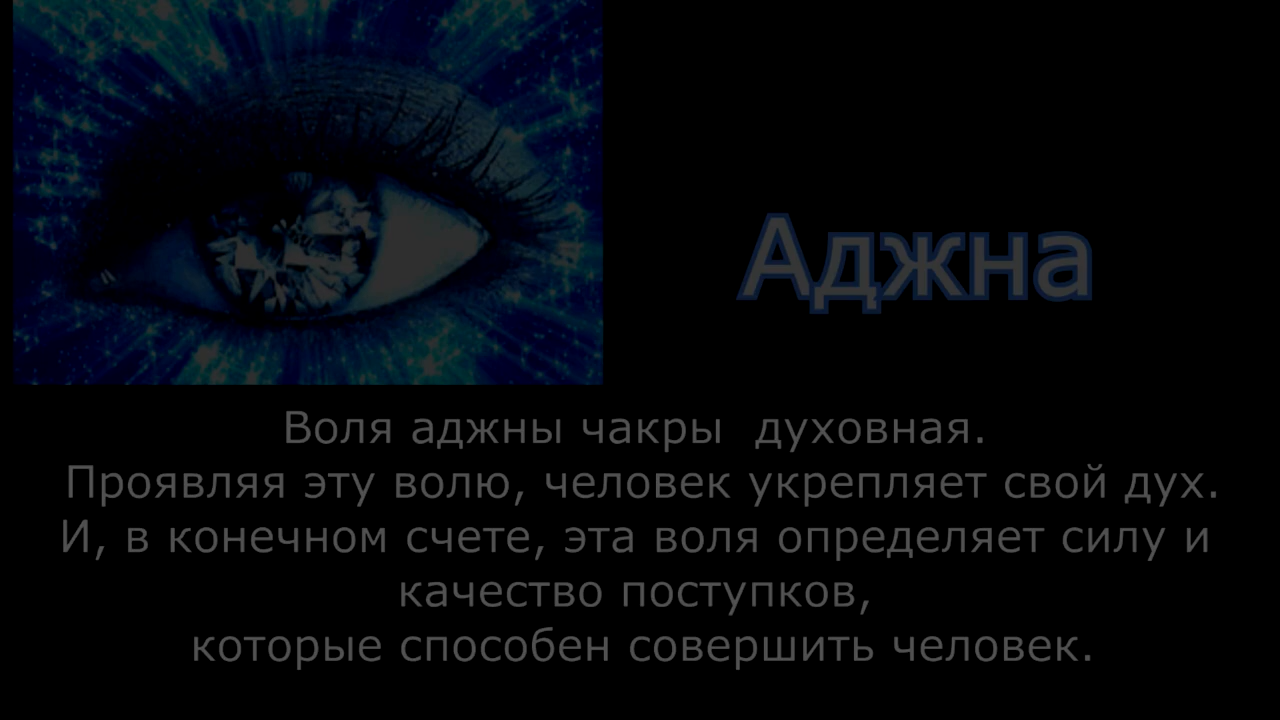 Аджна
Воля аджны чакры  духовная.
Проявляя эту волю, человек укрепляет свой дух.
И, в конечном счете, эта воля определяет силу и
качество поступков,
которые способен совершить человек.